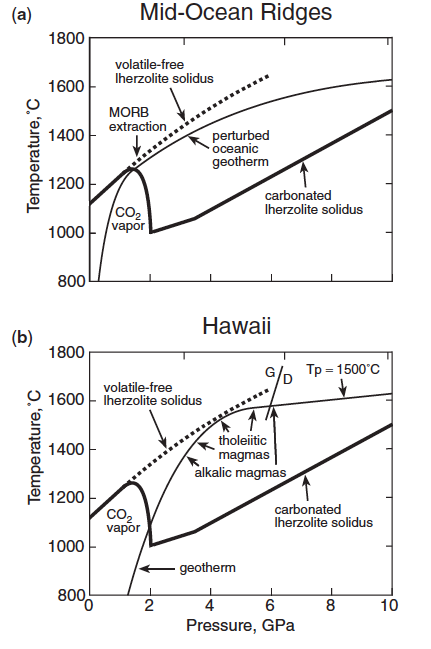 (a)
Mid-Ocean Ridges
1800
1600
1400
1200
1000
800
Temperature,°C
volatile-free
lherzolite solidus
MORB
extraction
perturbed
oceanic
geotherm
carbonated
lherzolite solidus
CO2
vapor
(b)
Hawaii
1800
1600
1400
1200
1000
800
Temperature,°C
G D
Tp = 1500°C
volatile-free
lherzolite solidus
tholeiitic
magmas
alkalic magmas
CO2
vapor
carbonated
lherzolite solidus
geotherm
0 2 4 6 8 10
Pressure, GPa